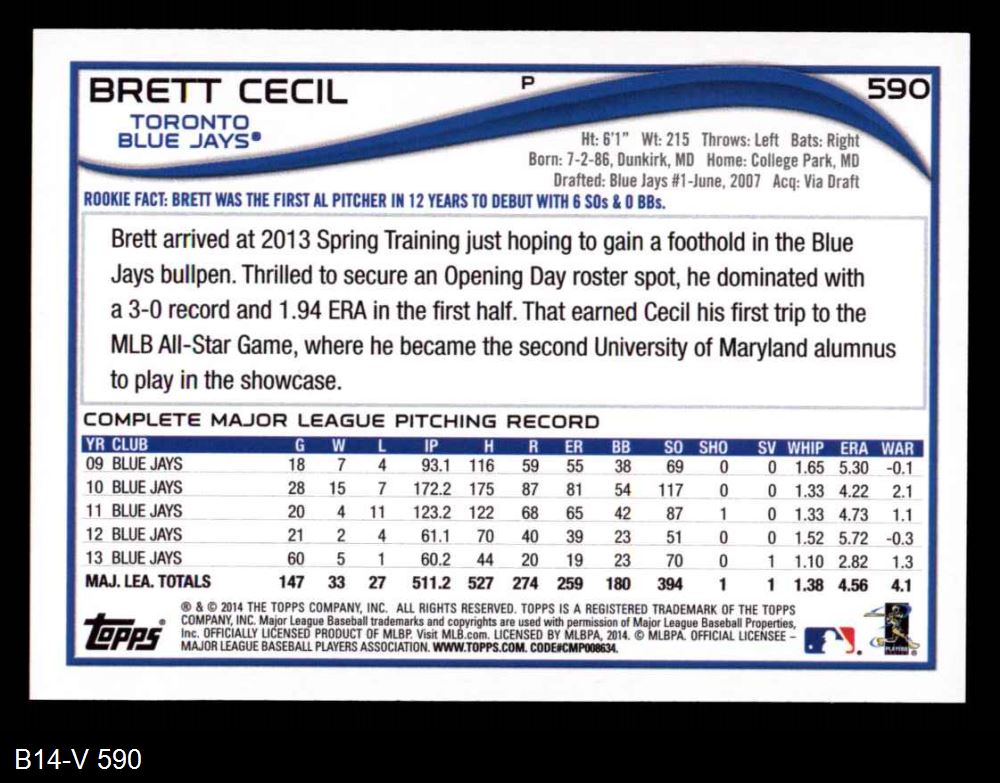 BRETT CECIL P 590
TORONTO
BLUE JAYS®
Ht: 6'1" Wt: 215 Throws: Left Bats: Right
Born: 7-2-86, Dunkirk, MD Home: College Park, MD
Drafted: Blue Jays #1-June, 2007 Acq: Via Draft
ROOKIE FACT: BRETT WAS THE FIRST AL PITCHER IN 12 YEARS TO DEBUT WITH 6 SOs & 0 BBs.
Brett arrived at 2013 Spring Training just hoping to gain a foothold in the Blue
Jays bullpen. Thrilled to secure an Opening Day roster spot, he dominated with
a 3-0 record and 1.94 ERA in the first half. That earned Cecil his first trip to the
MLB All-Star Game, where he became the second University of Maryland alumnus
to play in the showcase.
COMPLETE MAJOR LEAGUE PITCHING RECORD
YR CLUB G W L IP H R ER BB SO SHO SV WHIP ERA WAR
09 BLUE JAYS 18 7 4 93.1 116 59 55 38 69 0 0 1.65 5.30 -0.1
10 BLUE JAYS 28 15 7 172.2 175 87 81 54 117 0 0 1.33 4.22 2.1
11 BLUE JAYS 20 4 11 123.2 122 68 65 42 87 1 0 1.33 4.73 1.1
12 BLUE JAYS 21 2 4 61.1 70 40 39 23 51 0 0 1.52 5.72 -0.3
13 BLUE JAYS 60 5 1 60.2 44 20 19 23 70 0 1 1.10 2.82 1.3
MAJ. LEA. TOTALS 147 33 27 511.2 527 274 259 180 394 1 1 1.38 4.56 4.1
® & © 2014 THE TOPPS COMPANY, INC. ALL RIGHTS RESERVED. TOPPS IS A REGISTERED TRADEMARK OF THE TOPPS
COMPANY, INC. Major League Baseball trademarks and copyrights are used with permission of Major League Baseball Properties,
Inc. OFFICIALLY LICENSED PRODUCT OF MLBP. Visit MLB.com. LICENSED BY MLBPA, 2014. © MLBPA. OFFICIAL LICENSEE –
MAJOR LEAGUE BASEBALL PLAYERS ASSOCIATION. WWW.TOPPS.COM. CODE#CMP008634.
Topps®
PLAYERS
B14-V 590